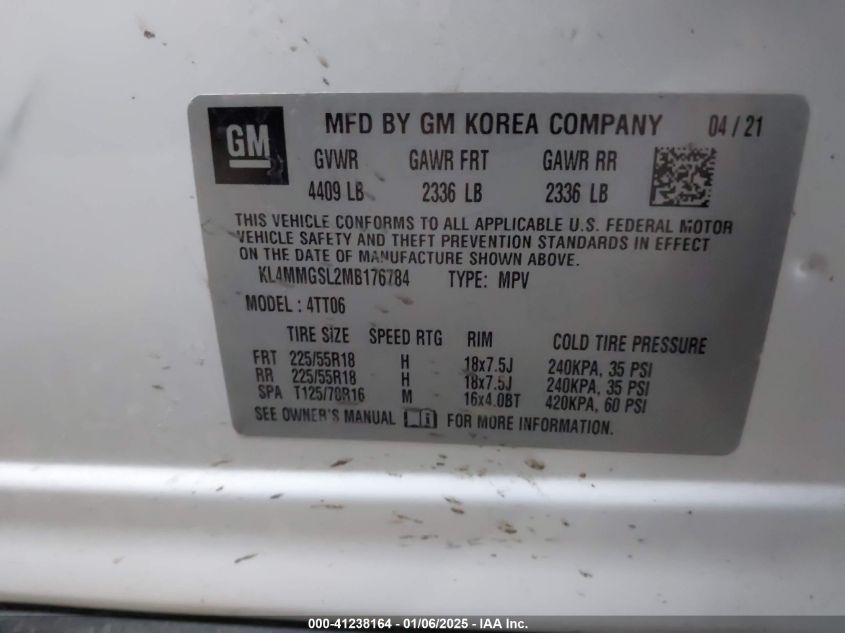 GM
MFD BY GM KOREA COMPANY 04 / 21
GVWR GAWR FRT GAWR RR
4409 LB 2336 LB 2336 LB
THIS VEHICLE CONFORMS TO ALL APPLICABLE U.S. FEDERAL MOTOR
VEHICLE SAFETY AND THEFT PREVENTION STANDARDS IN EFFECT
ON THE DATE OF MANUFACTURE SHOWN ABOVE.
KL4MMGSL2MB176784 TYPE: MPV
MODEL : 4TT06
TIRE SIZE SPEED RTG RIM COLD TIRE PRESSURE
FRT 225/55R18 H 18x7.5J 240KPA, 35 PSI
RR 225/55R18 H 18x7.5J 240KPA, 35 PSI
SPA T125/70R16 M 16x4.0BT 420KPA, 60 PSI
SEE OWNER'S MANUAL FOR MORE INFORMATION.
000-41238164 - 01/06/2025 - IAA Inc.